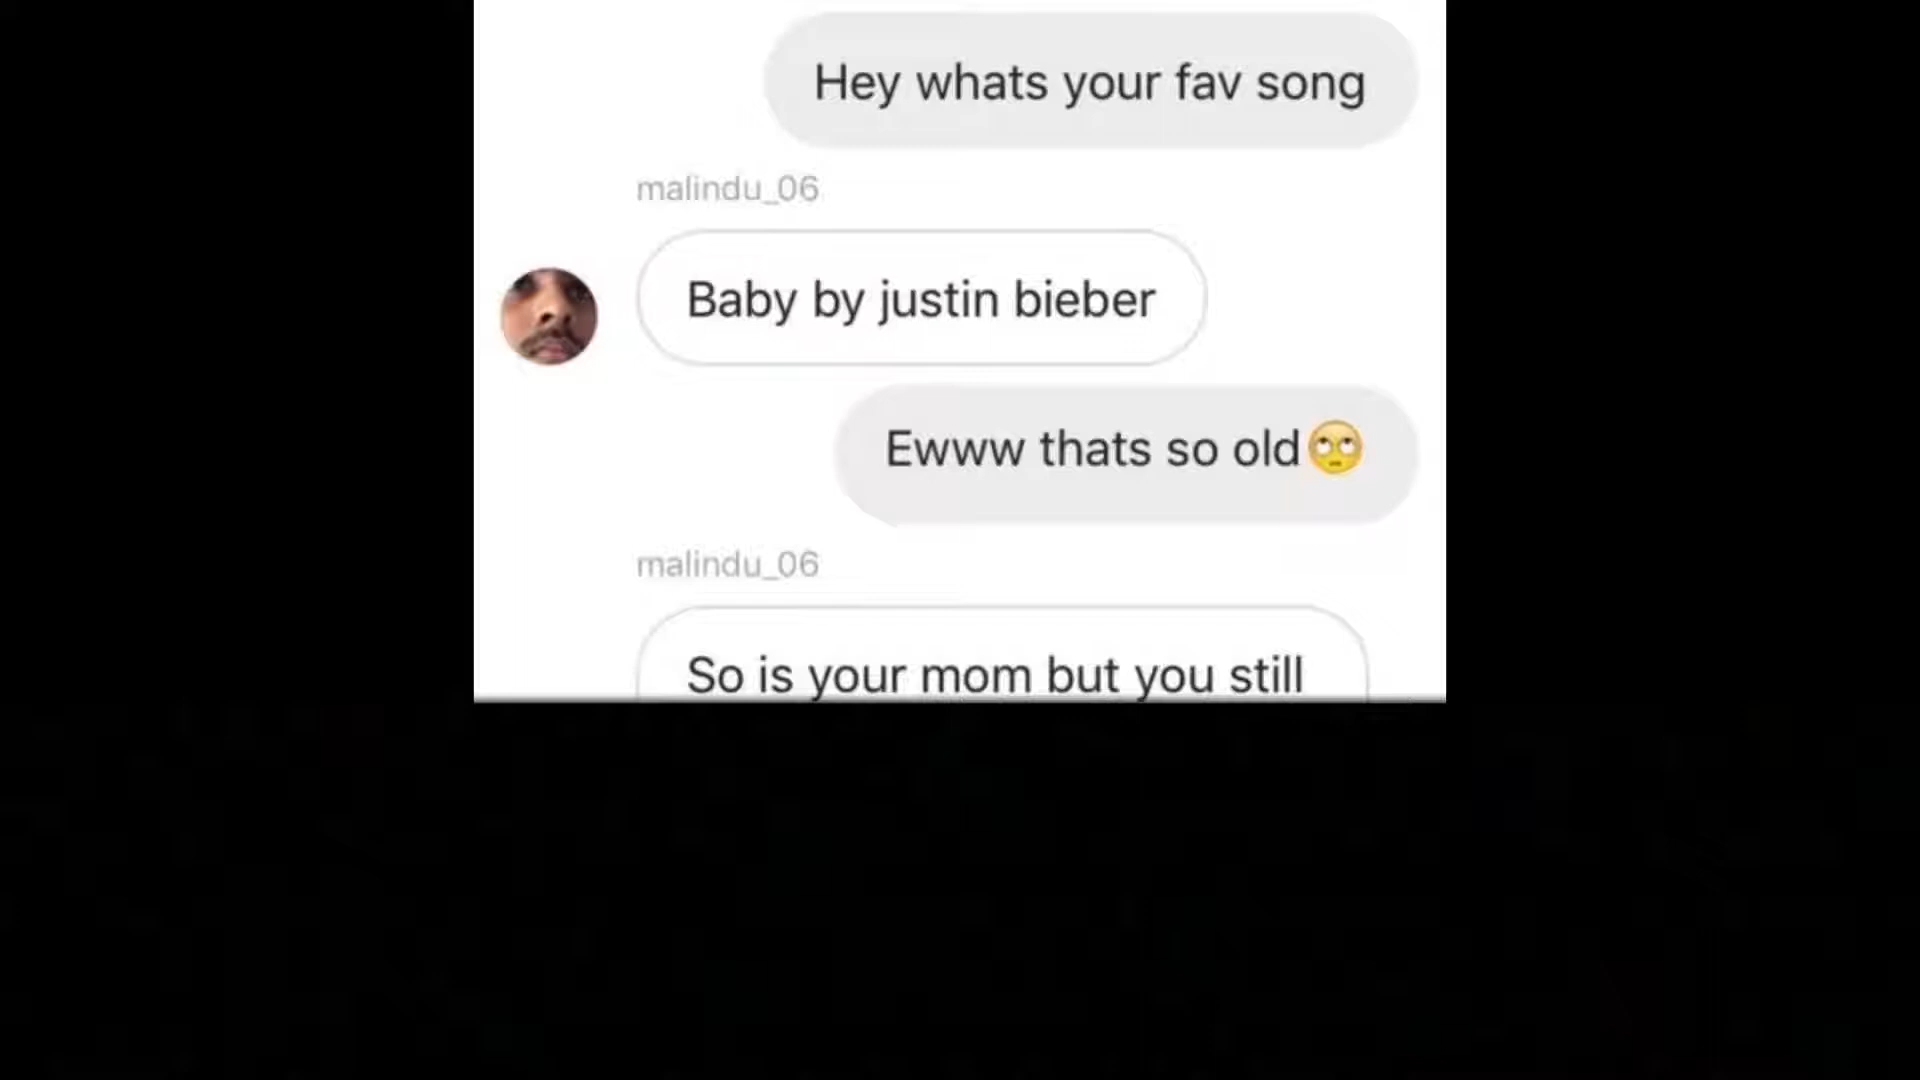 Hey whats your fav song
malindu_06
Baby by justin bieber
Ewww thats so old🙄
malindu_06
So is your mom but you still